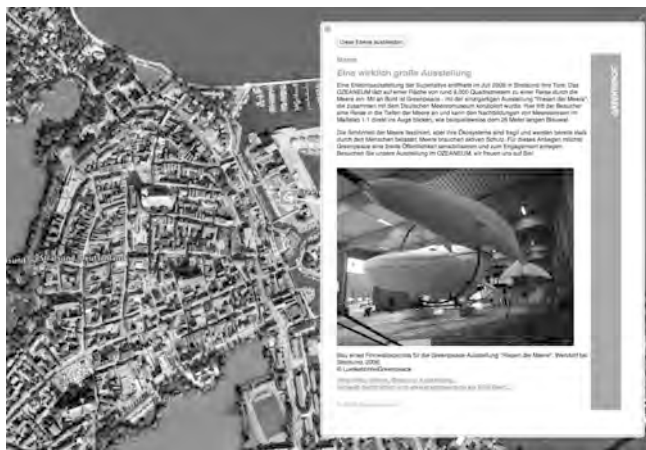 Diese Ebene ausblenden
Meere
Eine wirklich große Ausstellung
Eine Erlebnisausstellung der Superlative eröffnete im Juli 2008 in Stralsund ihre Tore: Das
OZEANEUM lädt auf einer Fläche von rund 8.000 Quadratmetern zu einer Reise durch die
Meere ein. Mit an Bord ist Greenpeace - mit der einzigartigen Ausstellung "Riesen der Meere",
die zusammen mit dem Deutschen Meeresmuseum konzipiert wurde. Hier tritt der Besucher
eine Reise in die Tiefen der Meere an und kann den Nachbildungen von Meeresriesen im
Maßstab 1:1 direkt ins Auge blicken, wie beispielsweise dem 26 Meter langen Blauwal.
Die Schönheit der Meere fasziniert, aber ihre Ökosysteme sind fragil und werden bereits stark
durch den Menschen belastet. Meere brauchen aktiven Schutz. Für dieses Anliegen möchte
Greenpeace eine breite Öffentlichkeit sensibilisieren und zum Engagement anregen.
Besuchen Sie unsere Ausstellung im OZEANEUM, wir freuen uns auf Sie!
GREENPEACE
Bau eines für die Greenpeace Ausstellung "Riesen der Meere", Werkhof bei
Stralsund, 2008.
Greenpeace